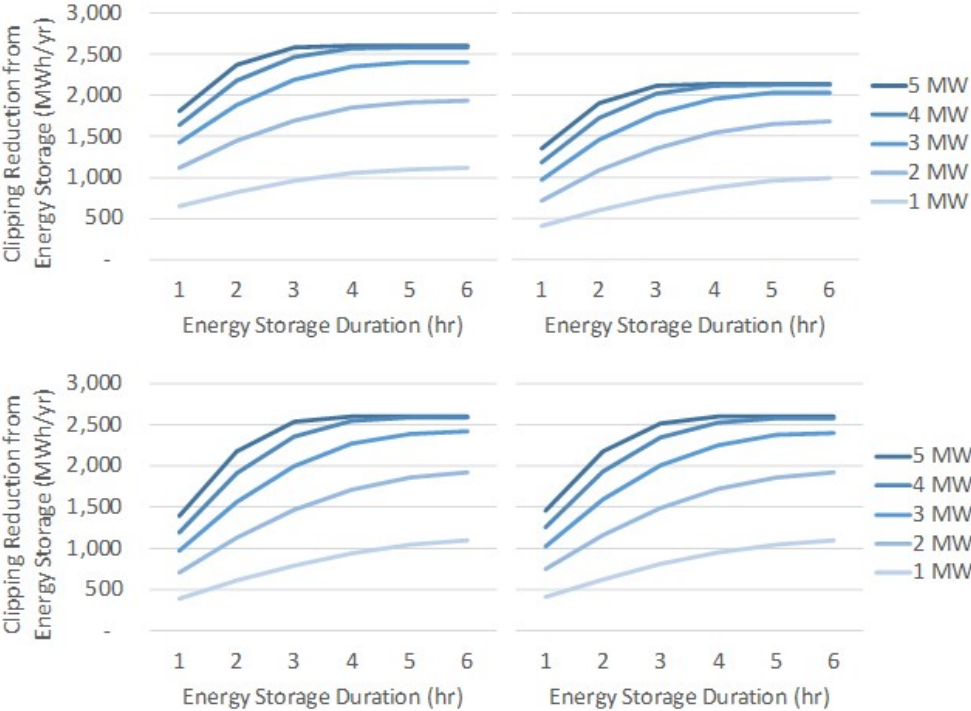 Clipping Reduction from
Energy Storage (MWh/yr)
3,000
2,500
2,000
1,500
1,000
500
-
1 2 3 4 5 6
Energy Storage Duration (hr)
1 2 3 4 5 6
Energy Storage Duration (hr)
5 MW
4 MW
3 MW
2 MW
1 MW
Clipping Reduction from
Energy Storage (MWh/yr)
3,000
2,500
2,000
1,500
1,000
500
-
1 2 3 4 5 6
Energy Storage Duration (hr)
1 2 3 4 5 6
Energy Storage Duration (hr)
5 MW
4 MW
3 MW
2 MW
1 MW